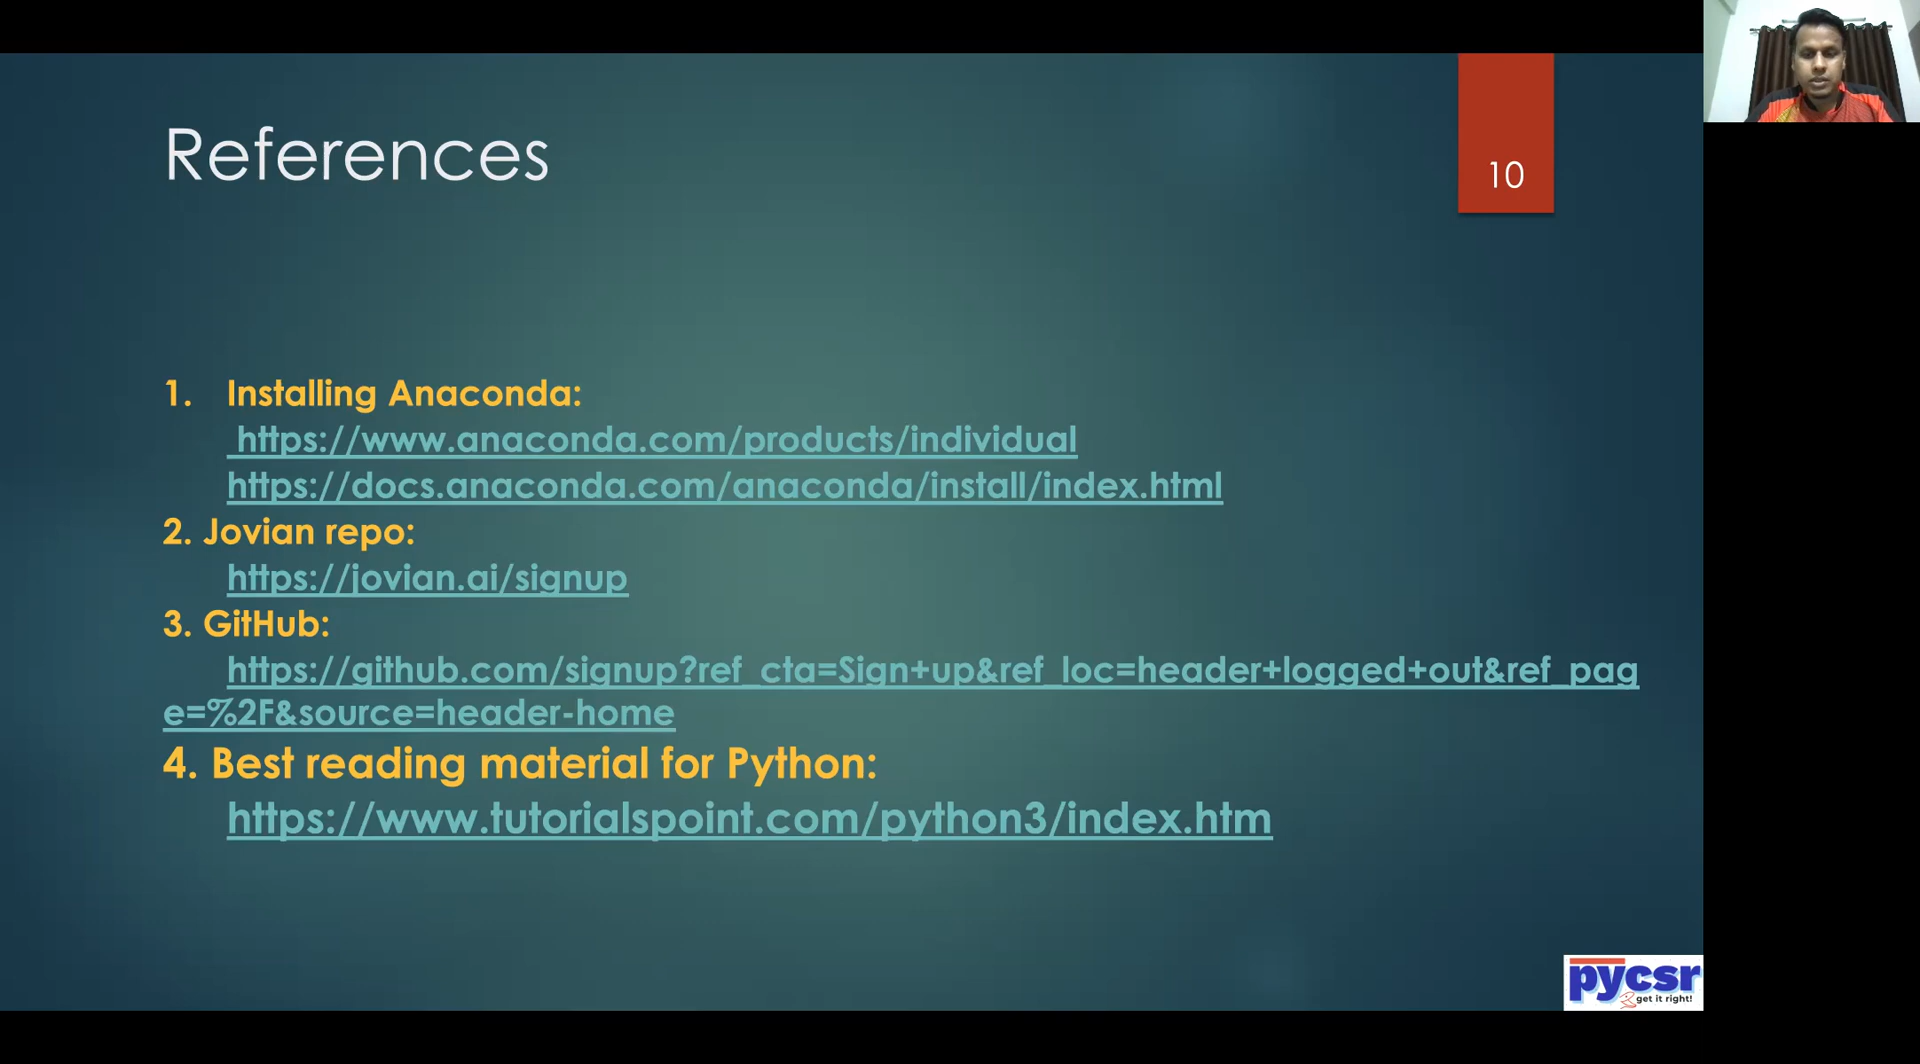 References
10
1. Installing Anaconda:
https://www.anaconda.com/products/individual
https://docs.anaconda.com/anaconda/install/index.html
2. Jovian repo:
https://jovian.ai/signup
3. GitHub:
https://github.com/signup?ref_cta=Sign+up&ref_loc=header+logged+out&ref_pag
e=%2F&source=header-home
4. Best reading material for Python:
https://www.tutorialspoint.com/python3/index.htm
pycsr
get it right!